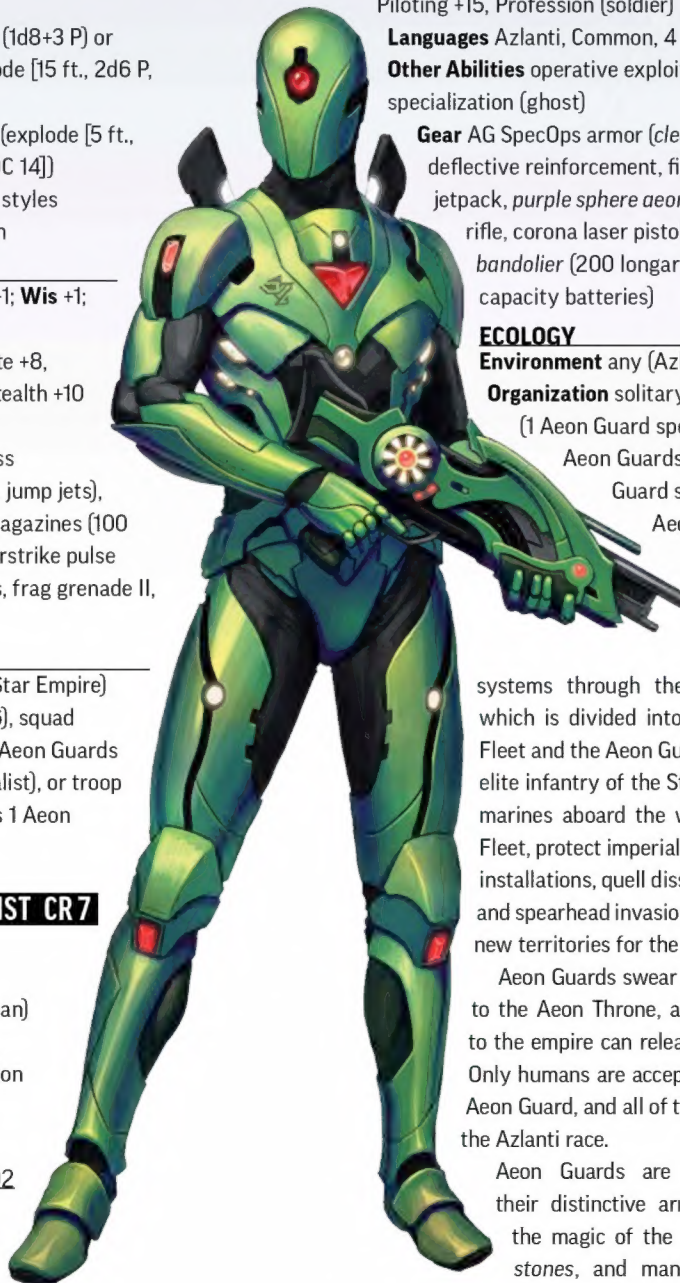 (1d8+3 P) or
de [15 ft., 2d6 P,
(explode [5 ft.,
C 14])
styles
-1; Wis +1;
te +8,
tealth +10
ss
jump jets),
agazines (100
rstrike pulse
s, frag grenade II,
Star Empire)
), squad
Aeon Guards
alist), or troop
s 1 Aeon
IST CR 7
an)
on
Piloting +15, Profession (soldier)
Languages Azlanti, Common, 4
Other Abilities operative exploi
specialization (ghost)
Gear AG SpecOps armor (cle
deflective reinforcement, fi
jetpack, purple sphere aeon
rifle, corona laser pisto
bandolier (200 longar
capacity batteries)
ECOLOGY
Environment any (Az
Organization solitary
(1 Aeon Guard spe
Aeon Guards
Guard s
Aec
systems through the
which is divided into
Fleet and the Aeon Gu
elite infantry of the St
marines aboard the w
Fleet, protect imperial
installations, quell diss
and spearhead invasio
new territories for the
Aeon Guards swear
to the Aeon Throne, a
to the empire can relea
Only humans are accep
Aeon Guard, and all of t
the Azlanti race.
Aeon Guards are
their distinctive arr
the magic of the
stones, and man